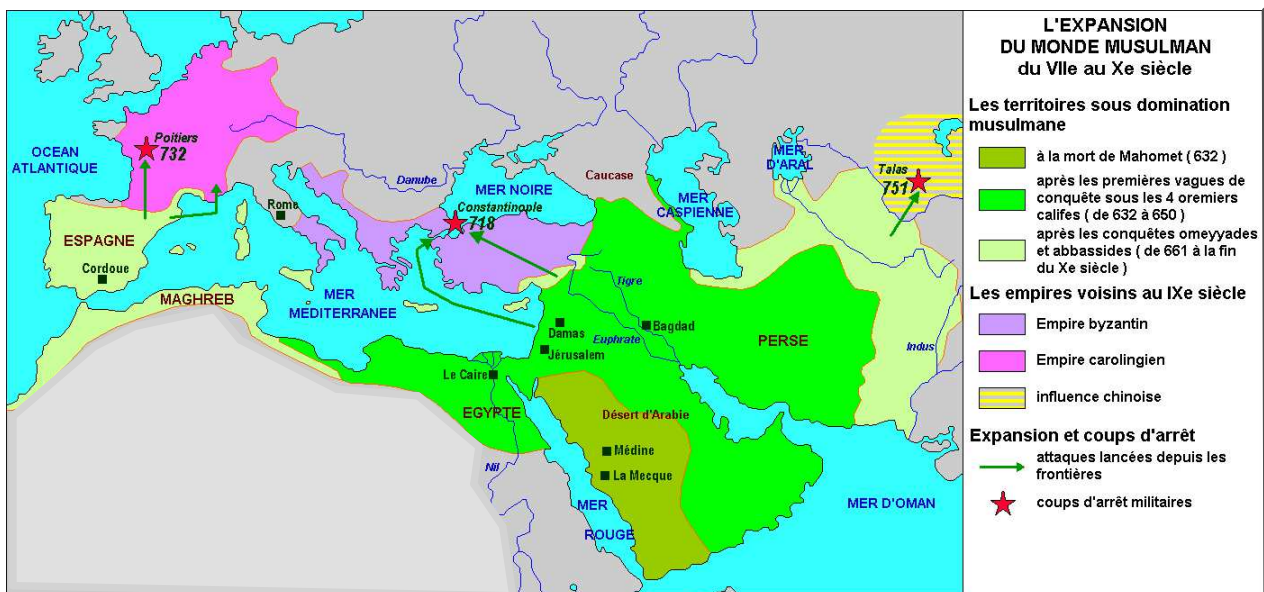 L'EXPANSION
DU MONDE MUSULMAN
du VIIe au Xe siècle
Les territoires sous domination
musulmane
à la mort de Mahomet ( 632 )
après les premières vagues de
conquête sous les 4 oremiers
califes ( de 632 à 650 )
après les conquêtes omeyyades
et abbassides ( de 661 à la fin
du Xe siècle )
Les empires voisins au IXe siècle
Empire byzantin
Empire carolingien
influence chinoise
Expansion et coups d'arrêt
attaques lancées depuis les
frontières
coups d'arrêt militaires
OCEAN
ATLANTIQUE
Poitiers
732
Danube
MER NOIRE
Caucase
MER
CASPIENNE
MER
D'ARAL
Talas
751
Rome
Constantinople
718
ESPAGNE
Cordoue
MAGHREB
MER
MEDITERRANEE
Tigre
Damas
Bagdad
Euphrate
Jérusalem
PERSE
Indus
Le Caire
EGYPTE
Désert d'Arabie
Médine
La Mecque
Nil
MER
ROUGE
MER D'OMAN